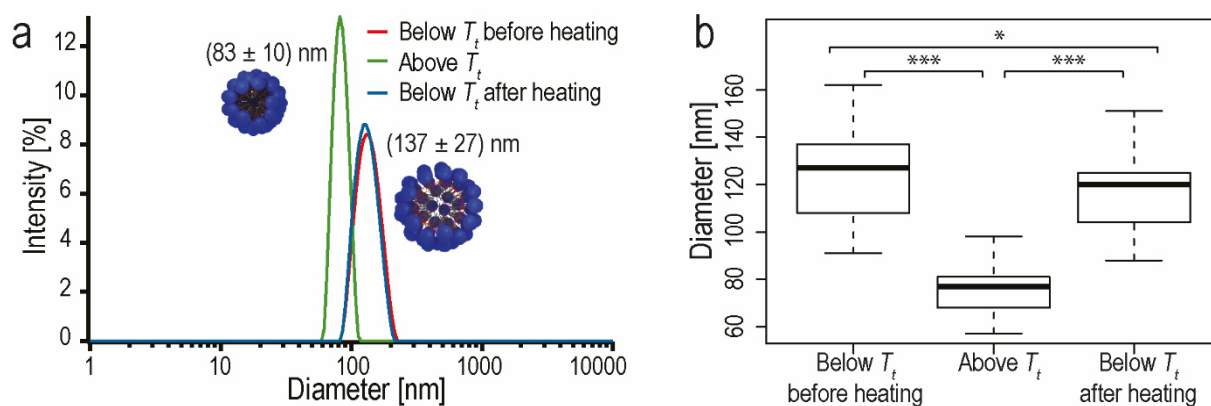 a
Intensity [%]
12
10
8
6
4
2
0
1
10
100
1000
10000
Diameter [nm]
(83 ± 10) nm
(137 ± 27) nm
Below Tt before heating
Above Tt
Below Tt after heating
b
Diameter [nm]
160
140
120
100
80
60
*
***
***
Below Tt
before heating
Above Tt
Below Tt
after heating